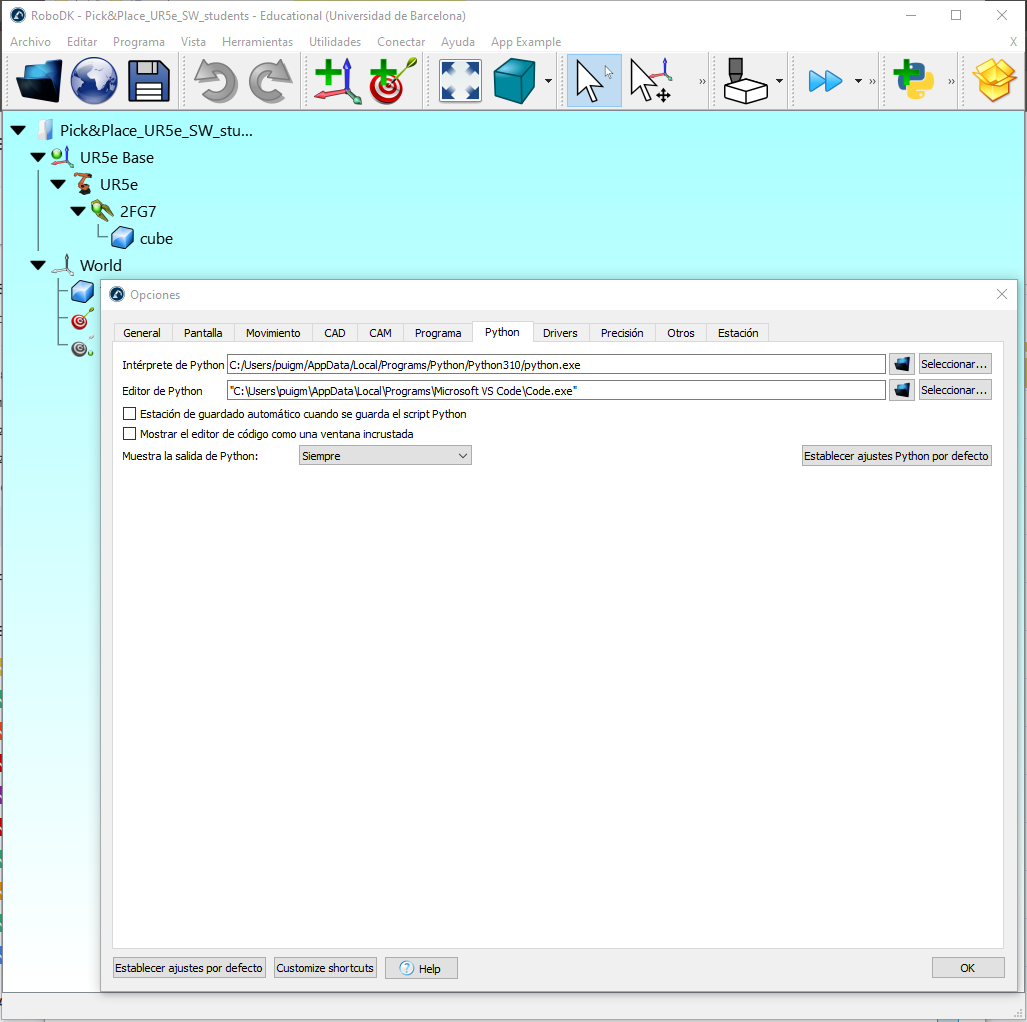 RoboDK - Pick&Place_UR5e_SW_students - Educational (Universidad de Barcelona)
Archivo Editar Programa Vista Herramientas Utilidades Conectar Ayuda App Example X
Pick&Place_UR5e_SW_stu...
UR5e Base
UR5e
2FG7
cube
World
Opciones
General Pantalla Movimiento CAD CAM Programa Python Drivers Precisión Otros Estación
Intérprete de Python C:/Users/puigm/AppData/Local/Programs/Python/Python310/python.exe Seleccionar...
Editor de Python "C:\Users\puigm\AppData\Local\Programs\Microsoft VS Code\Code.exe" Seleccionar...
Estación de guardado automático cuando se guarda el script Python
Mostrar el editor de código como una ventana incrustada
Muestra la salida de Python: Siempre Establecer ajustes Python por defecto
Establecer ajustes por defecto Customize shortcuts ? Help OK